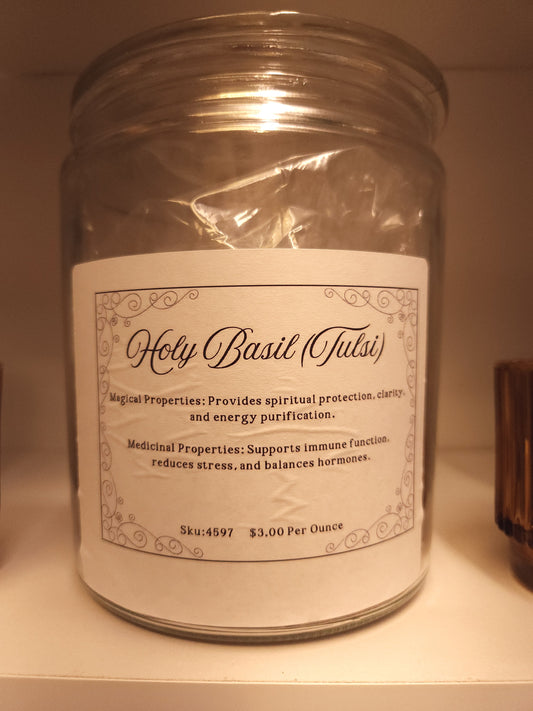 Holy Basil (Tulsi)
Magical Properties: Provides spiritual protection, clarity,
and energy purification.
Medicinal Properties: Supports immune function,
reduces stress, and balances hormones.
Sku:4597 $3.00 Per Ounce